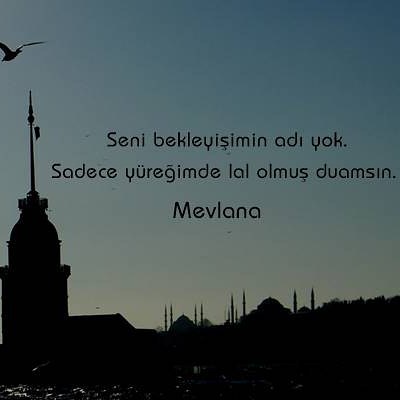 Seni bekleyişimin adı yok.
Sadece yüreğimde lal olmuş duamsın.
Mevlana